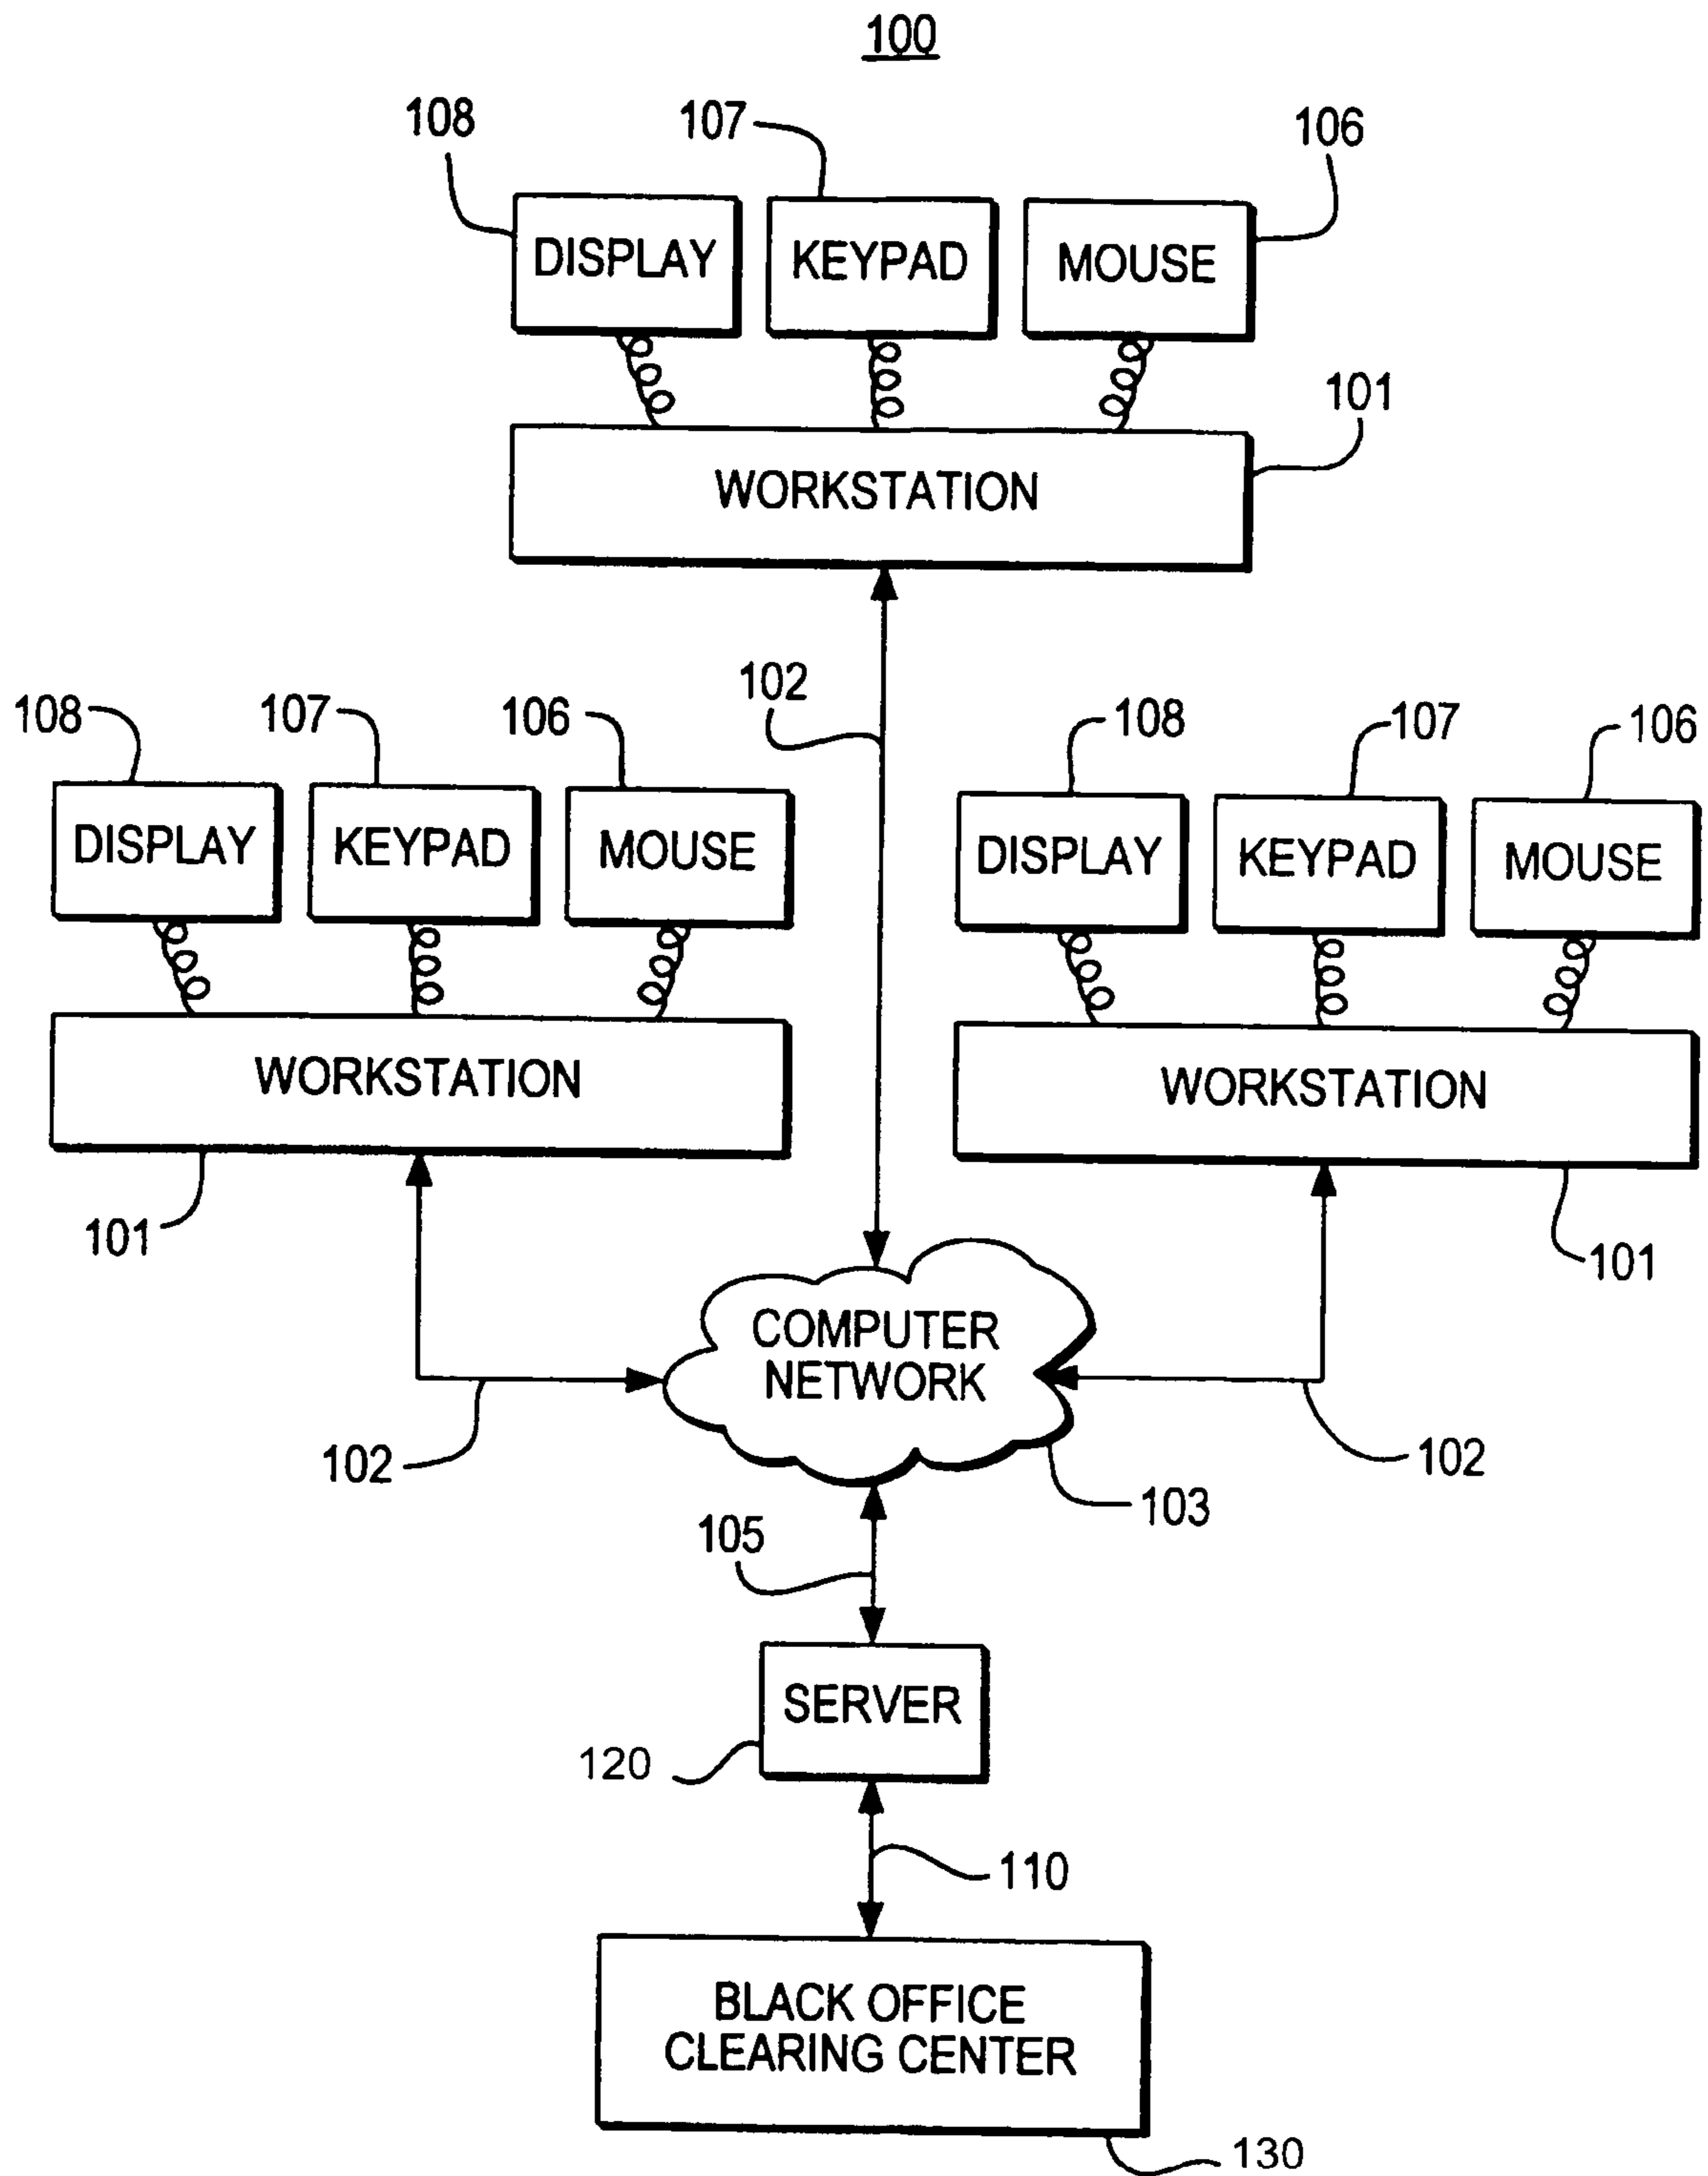 100
108
107
106
DISPLAY
KEYPAD
MOUSE
101
WORKSTATION
102
108
107
106
108
107
106
DISPLAY
KEYPAD
MOUSE
DISPLAY
KEYPAD
MOUSE
WORKSTATION
WORKSTATION
101
101
COMPUTER
NETWORK
102
102
103
105
SERVER
120
110
BLACK OFFICE
CLEARING CENTER
130